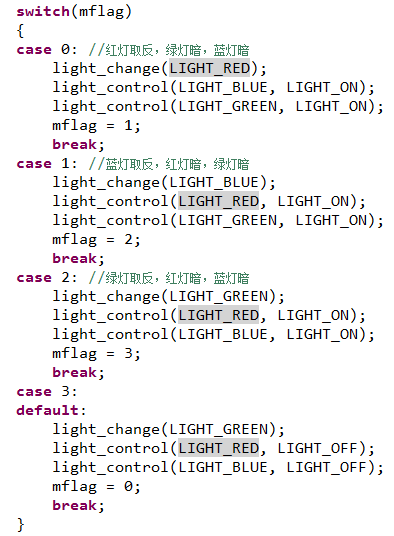 switch(mflag)
{
case 0: //红灯取反，绿灯暗，蓝灯暗
    light_change(LIGHT_RED);
    light_control(LIGHT_BLUE, LIGHT_ON);
    light_control(LIGHT_GREEN, LIGHT_ON);
    mflag = 1;
    break;
case 1: //蓝灯取反，红灯暗，绿灯暗
    light_change(LIGHT_BLUE);
    light_control(LIGHT_RED, LIGHT_ON);
    light_control(LIGHT_GREEN, LIGHT_ON);
    mflag = 2;
    break;
case 2: //绿灯取反，红灯暗，蓝灯暗
    light_change(LIGHT_GREEN);
    light_control(LIGHT_RED, LIGHT_ON);
    light_control(LIGHT_BLUE, LIGHT_ON);
    mflag = 3;
    break;
case 3:
default:
    light_change(LIGHT_GREEN);
    light_control(LIGHT_RED, LIGHT_OFF);
    light_control(LIGHT_BLUE, LIGHT_OFF);
    mflag = 0;
    break;
}